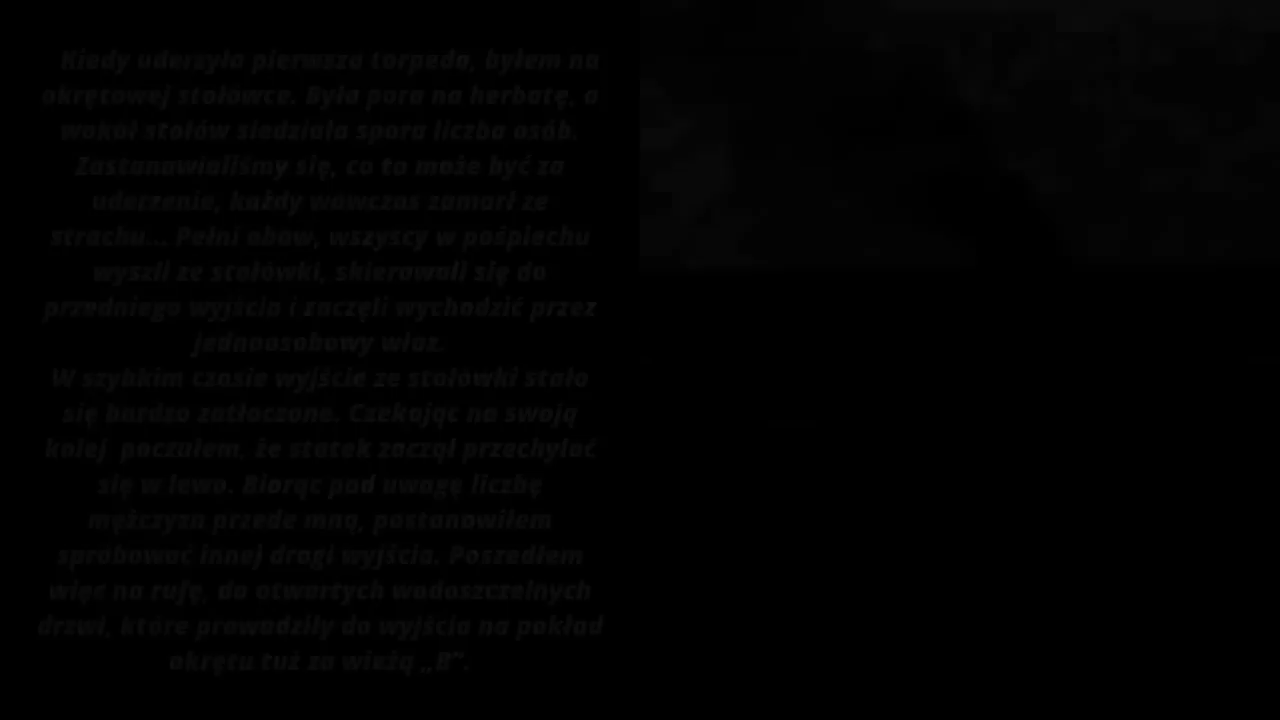 Kiedy uderzyła pierwsza torpeda, byłem na
okrętowej stołówce. Była pora na herbatę, a
wokół stołów siedziała spora liczba osób.
Zastanawialiśmy się, co to może być za
uderzenie, każdy wówczas zamarł ze
strachu... Pełni obaw, wszyscy w pośpiechu
wyszli ze stołówki, skierowali się do
przedniego wyjścia i zaczęli wychodzić przez
jednoosobowy właz.
W szybkim czasie wyjście ze stołówki stało
się bardzo zatłoczone. Czekając na swoją
kolej poczułem, że statek zaczął przechylać
się w lewo. Biorąc pod uwagę liczbę
mężczyzn przede mną, postanowiłem
spróbować innej drogi wyjścia. Poszedłem
więc na rufę, do otwartych wodoszczelnych
drzwi, które prowadziły do wyjścia na pokład
okrętu tuż za wieżą „B”.